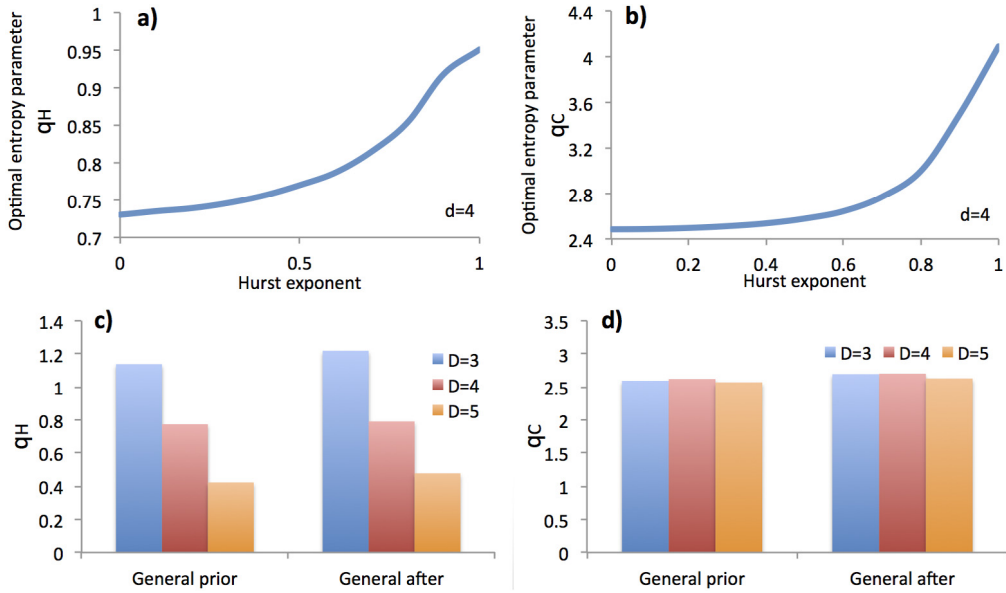 a)
Optimal entropy parameter
qH
1
0.95
0.9
0.85
0.8
0.75
0.7
0
0.5
1
Hurst exponent
d=4
b)
Optimal entropy parameter
qC
4.4
4
3.6
3.2
2.8
2.4
0
0.2
0.4
0.6
0.8
1
Hurst exponent
d=4
c)
qH
1.4
1.2
1
0.8
0.6
0.4
0.2
0
D=3
D=4
D=5
General prior
General after
d)
qC
3.5
3
2.5
2
1.5
1
0.5
0
D=3 D=4 D=5
General prior
General after